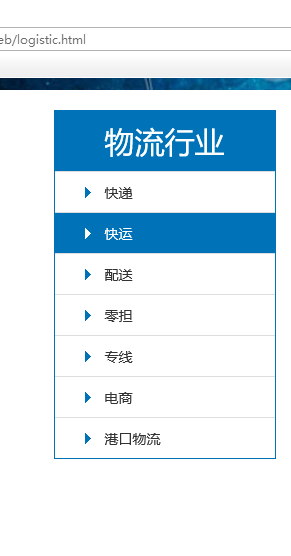 eb/logistic.html
物流行业
快递
快运
配送
零担
专线
电商
港口物流